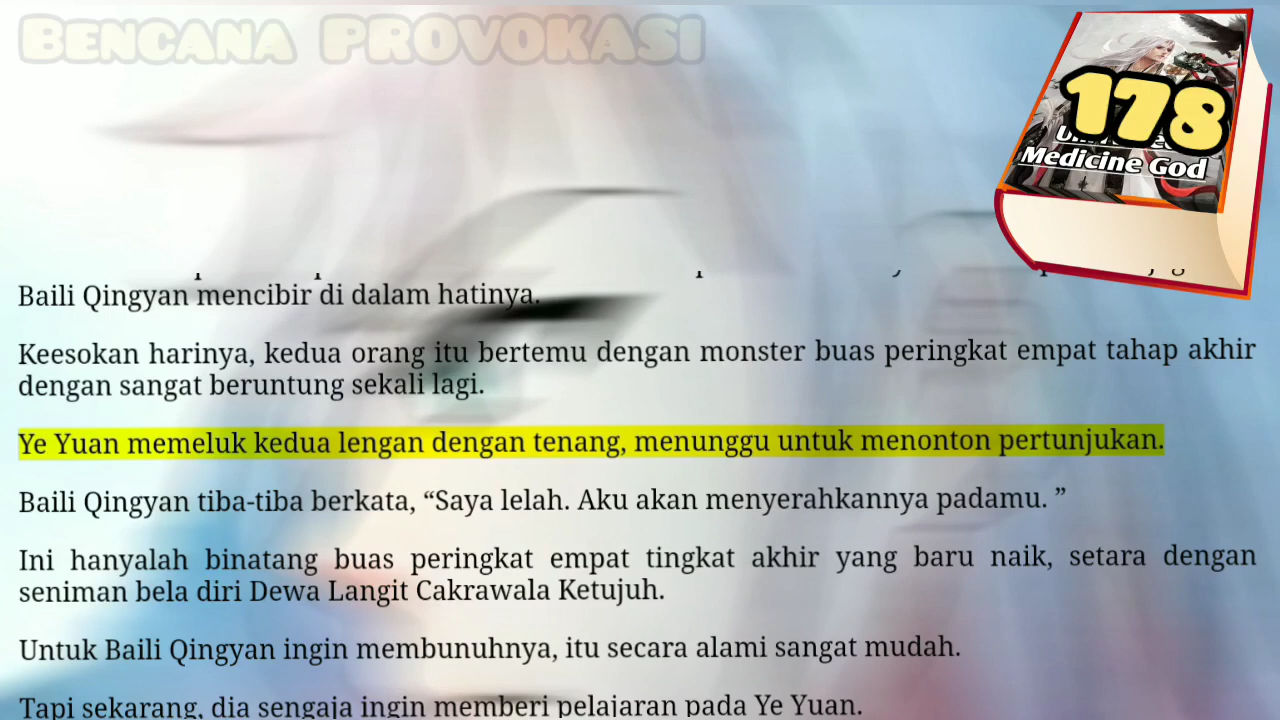 BENCANA PROVOKASI
178
Medicine God
Baili Qingyan mencibir di dalam hatinya.
Keesokan harinya, kedua orang itu bertemu dengan monster buas peringkat empat tahap akhir
dengan sangat beruntung sekali lagi.
Ye Yuan memeluk kedua lengan dengan tenang, menunggu untuk menonton pertunjukan.
Baili Qingyan tiba-tiba berkata, “Saya lelah. Aku akan menyerahkannya padamu. ”
Ini hanyalah binatang buas peringkat empat tingkat akhir yang baru naik, setara dengan
seniman bela diri Dewa Langit Cakrawala Ketujuh.
Untuk Baili Qingyan ingin membunuhnya, itu secara alami sangat mudah.
Tapi sekarang, dia sengaja ingin memberi pelajaran pada Ye Yuan.